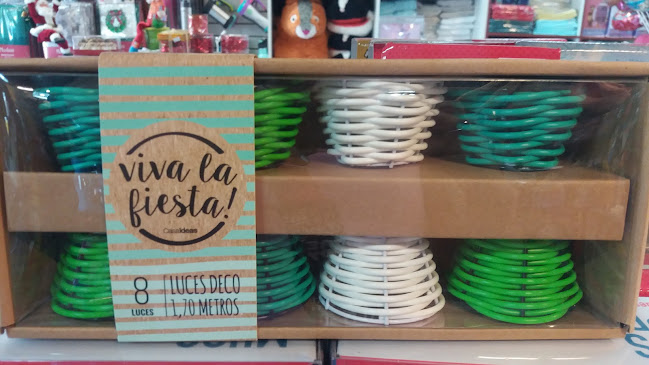 viva la
fiesta!
Casaideas
8
LUCES
LUCES DECO
1,70 METROS